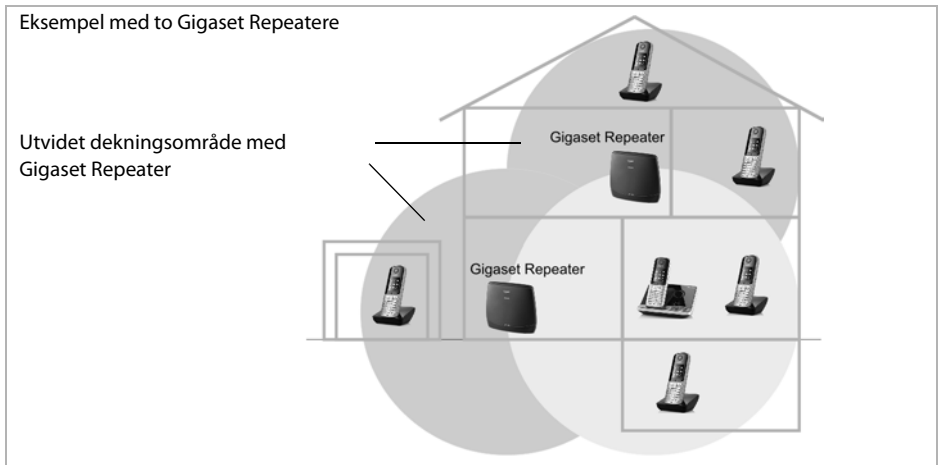 Eksempel med to Gigaset Repeatere
Utvidet dekningsområde med
Gigaset Repeater
Gigaset Repeater
Gigaset Repeater